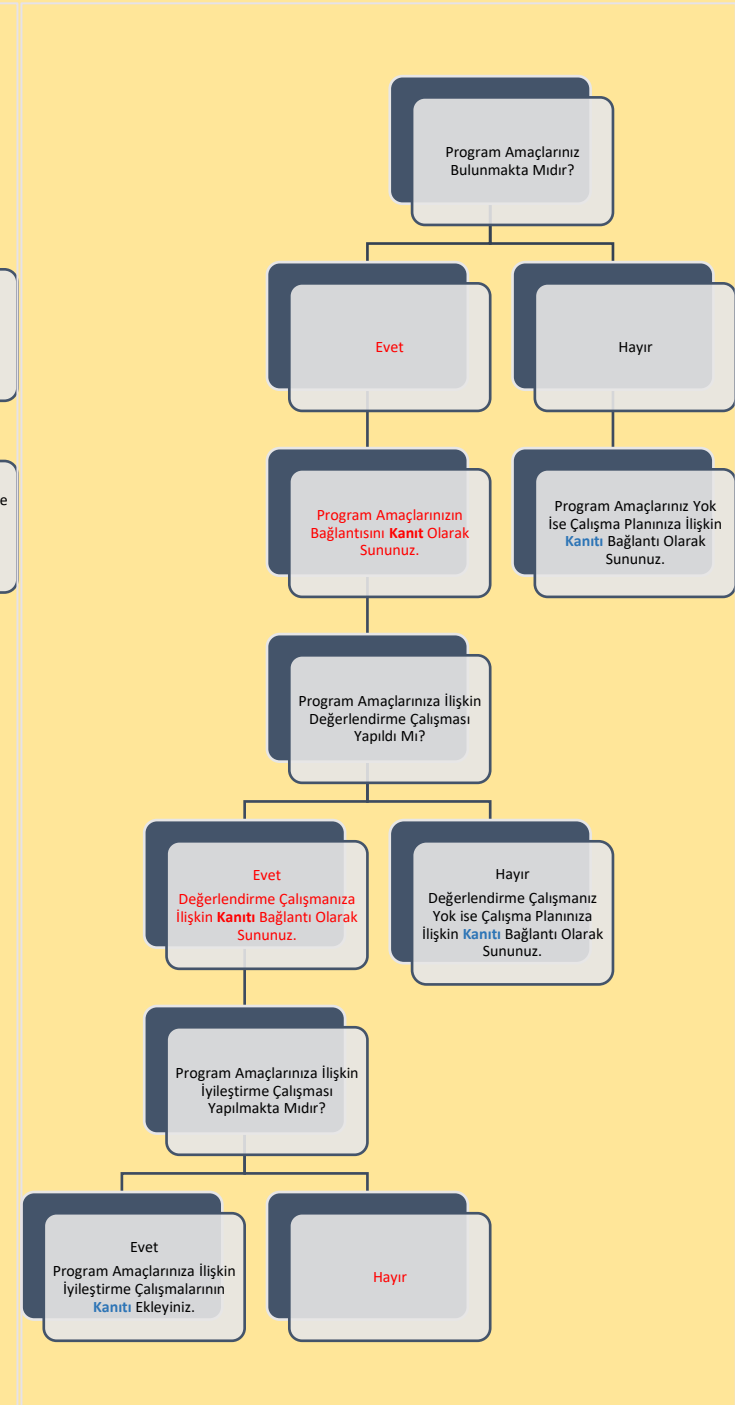 Program Amaçlarınız
Bulunmakta Mıdır?
Evet
Hayır
e
Program Amaçlarınızın
Bağlantısını Kanıt Olarak
Sununuz.
Program Amaçlarınız Yok
İse Çalışma Planınıza İlişkin
Kanıtı Bağlantı Olarak
Sununuz.
Program Amaçlarınıza İlişkin
Değerlendirme Çalışması
Yapıldı Mı?
Evet
Değerlendirme Çalışmanıza
İlişkin Kanıtı Bağlantı Olarak
Sununuz.
Hayır
Değerlendirme Çalışmanız
Yok ise Çalışma Planınıza
İlişkin Kanıtı Bağlantı Olarak
Sununuz.
Program Amaçlarınıza İlişkin
İyileştirme Çalışması
Yapılmakta Mıdır?
Evet
Program Amaçlarınıza İlişkin
İyileştirme Çalışmalarının
Kanıtı Ekleyiniz.
Hayır